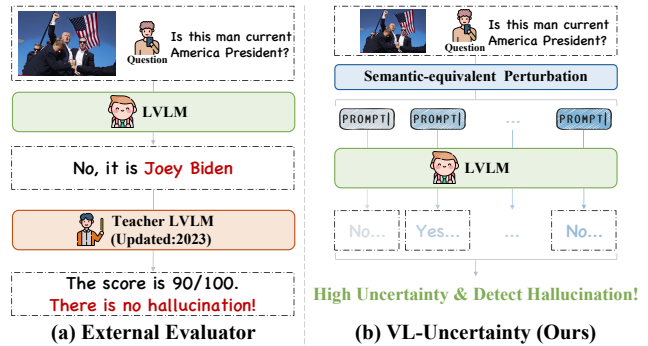 Is this man current
America President?
Question
LVLM
No, it is Joey Biden
Teacher LVLM
(Updated:2023)
The score is 90/100.
There is no hallucination!
(a) External Evaluator
Is this man current
America President?
Question
Semantic-equivalent Perturbation
PROMPT| PROMPT| ... PROMPT|
LVLM
No... Yes... ... No...
High Uncertainty & Detect Hallucination!
(b) VL-Uncertainty (Ours)